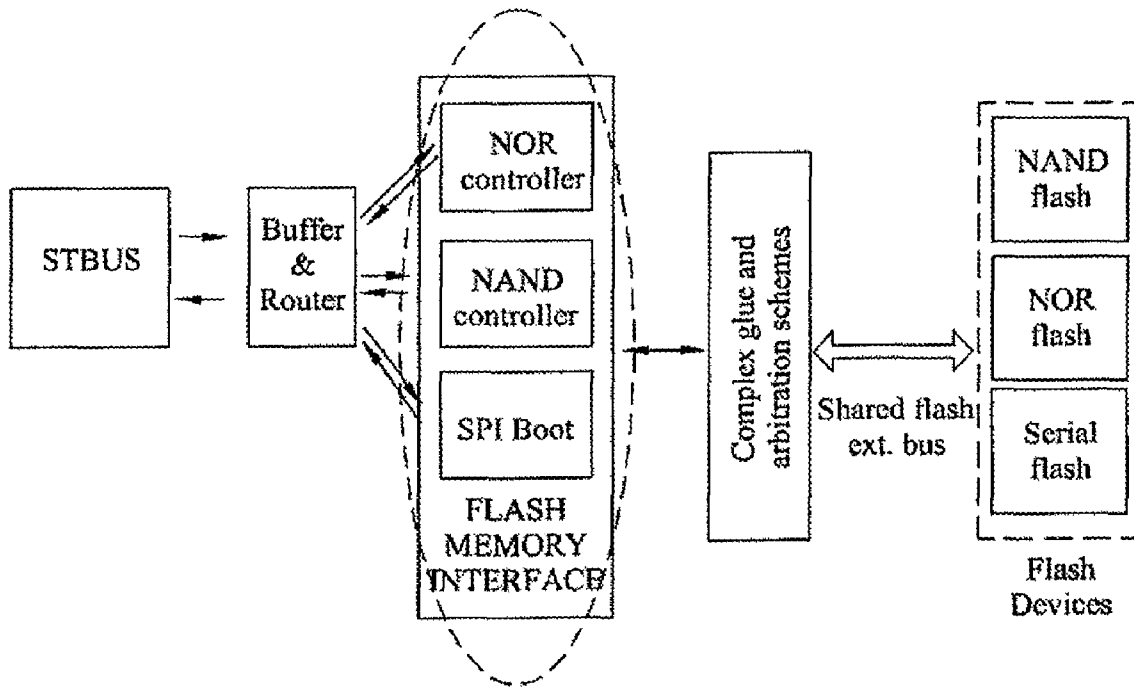 STBUS
Buffer
&
Router
NOR
controller
NAND
controller
SPI Boot
FLASH
MEMORY
INTERFACE
Complex glue and
arbitration schemes
Shared flash
ext. bus
NAND
flash
NOR
flash
Serial
flash
Flash
Devices